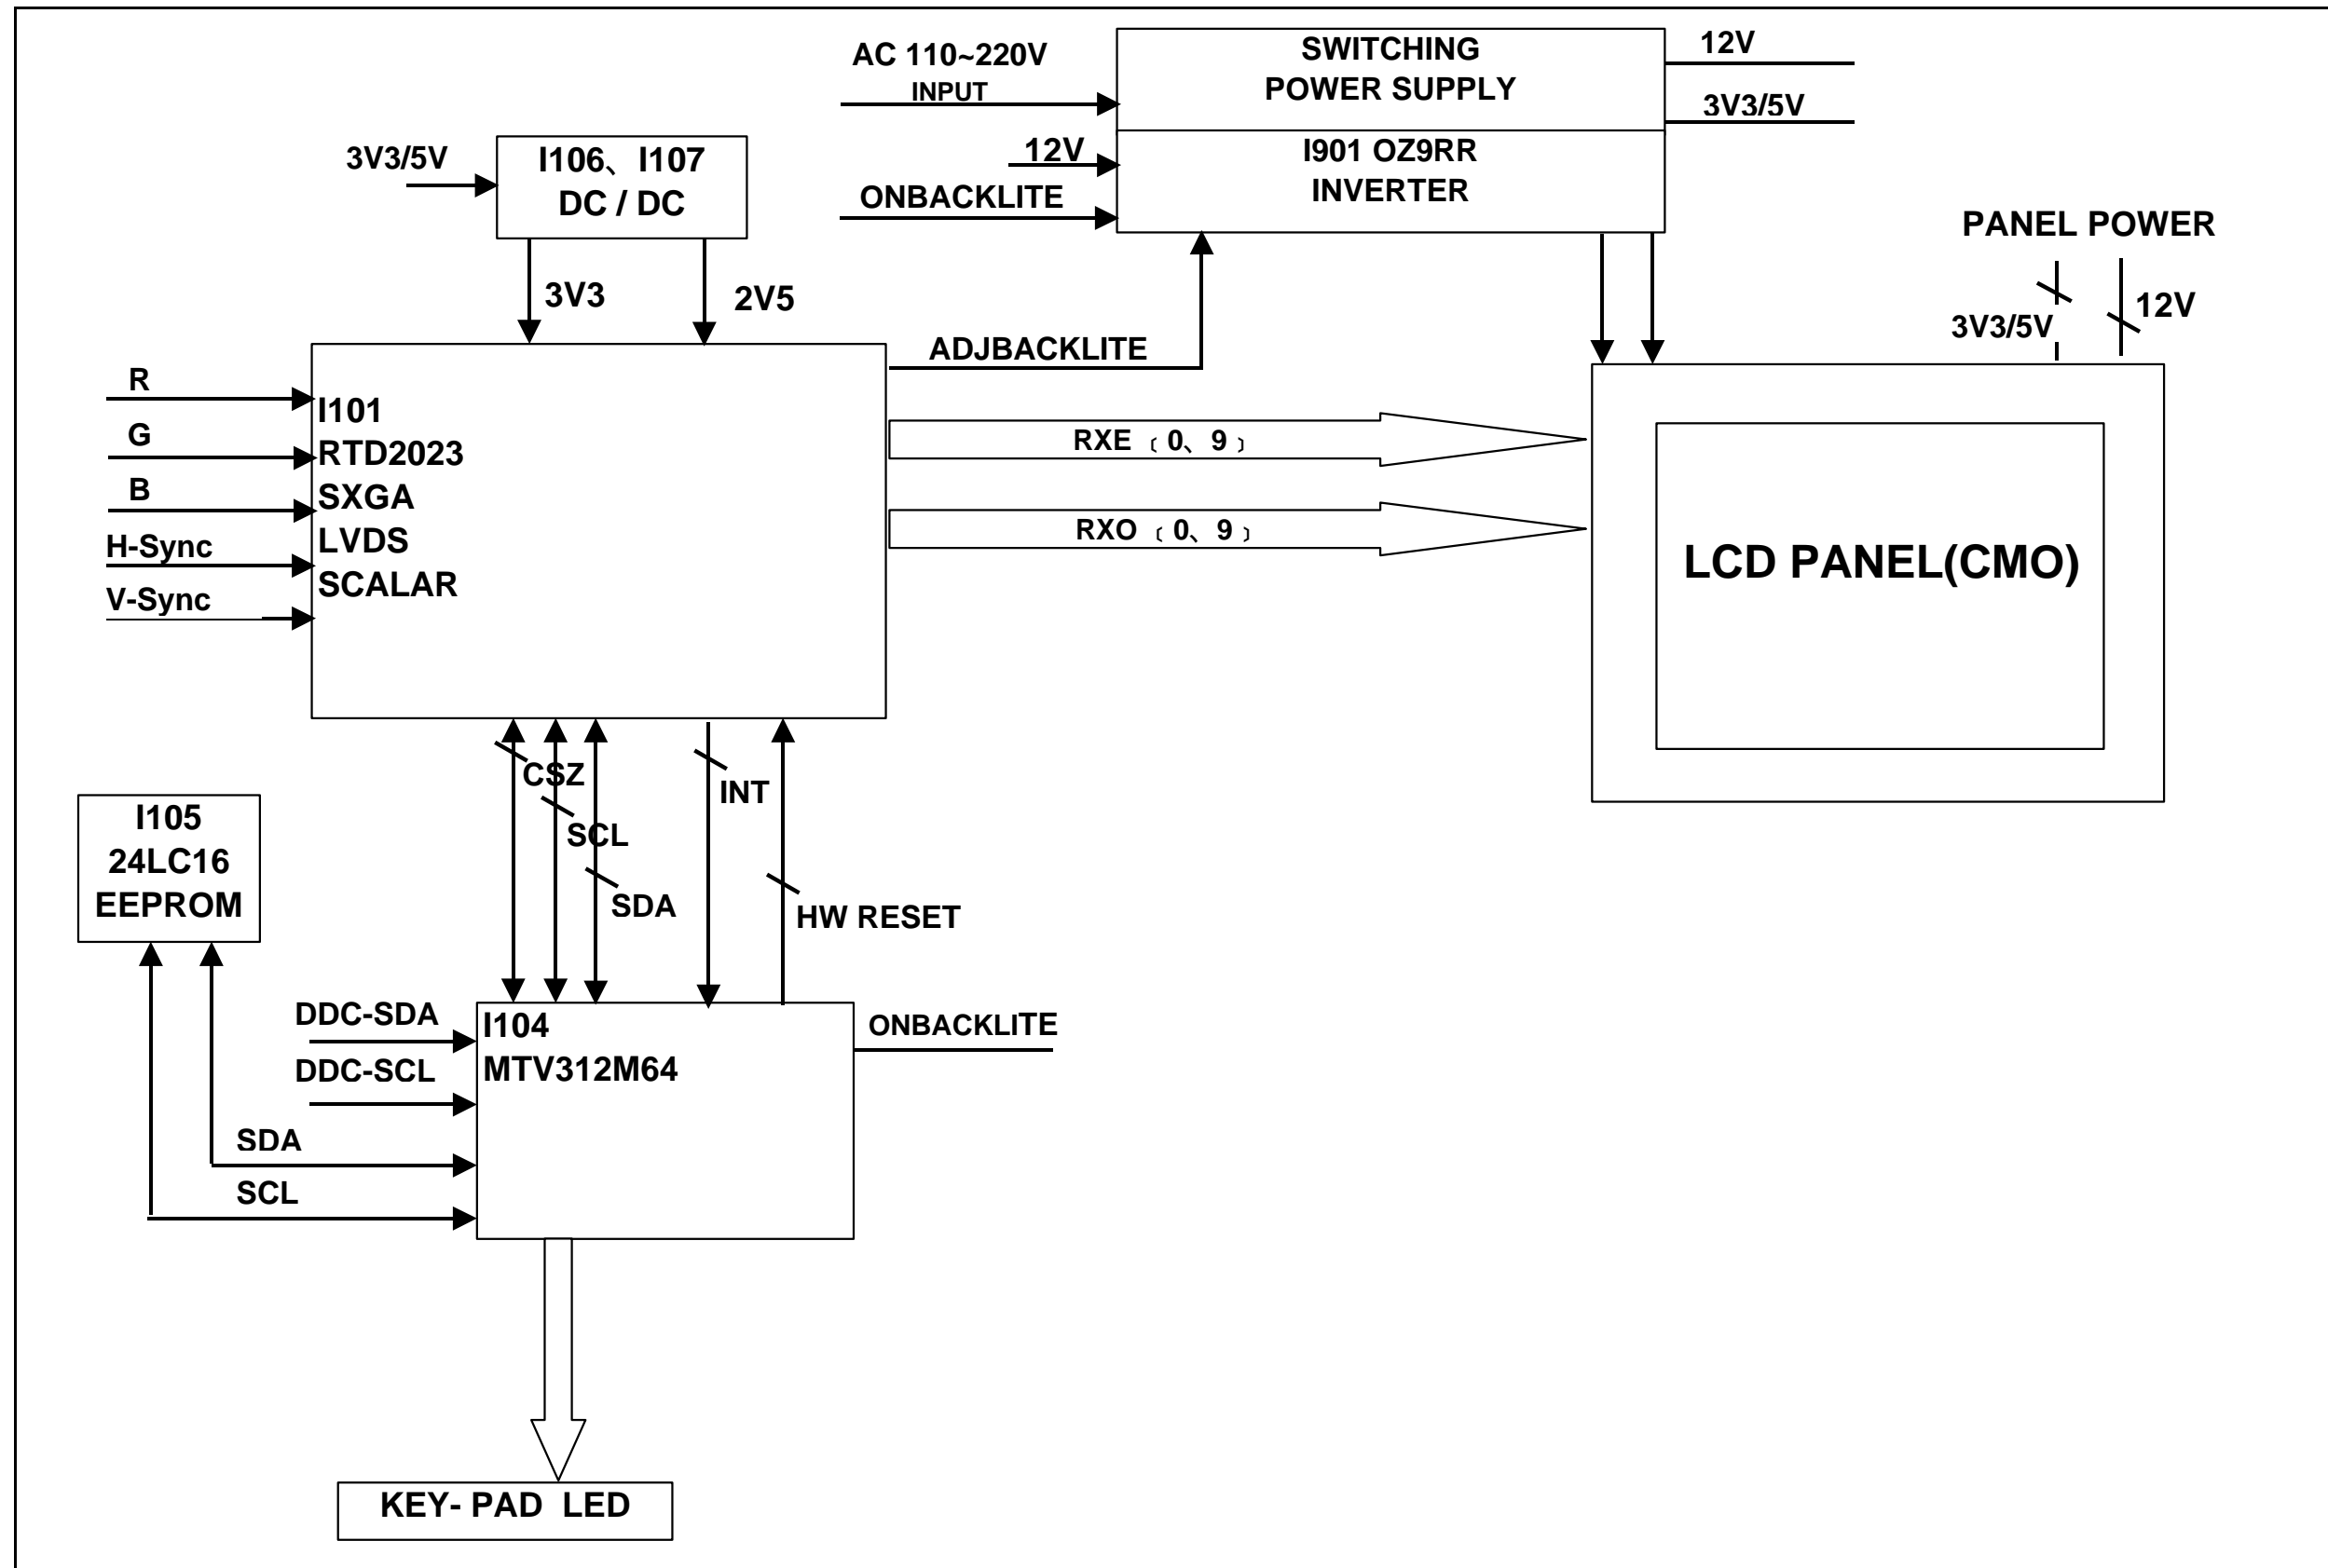 AC 110~220V
INPUT
SWITCHING
POWER SUPPLY
12V
3V3/5V
12V
ONBACKLITE
I901 OZ9RR
INVERTER
3V3/5V
I106、I107
DC / DC
3V3
2V5
PANEL POWER
3V3/5V
12V
ADJBACKLITE
R
G
B
H-Sync
V-Sync
I101
RTD2023
SXGA
LVDS
SCALAR
RXE﹝0、9﹞
RXO﹝0、9﹞
LCD PANEL(CMO)
CSZ
SCL
SDA
INT
HW RESET
I105
24LC16
EEPROM
DDC-SDA
DDC-SCL
SDA
SCL
I104
MTV312M64
ONBACKLITE
KEY- PAD  LED